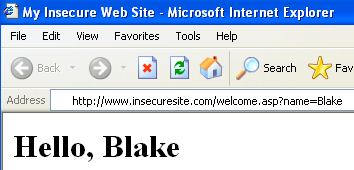 My Insecure Web Site - Microsoft Internet Explorer
File Edit View Favorites Tools Help
Back Search Fav
Address http://www.insecuresite.com/welcome.asp?name=Blake
Hello, Blake